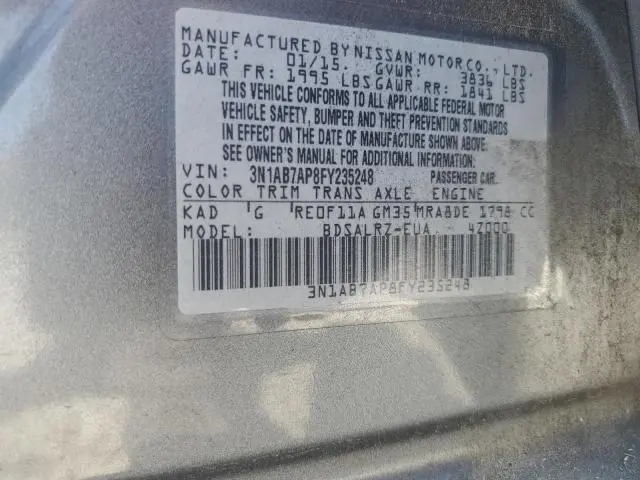 MANUFACTURED BY NISSAN MOTOR CO., LTD.
DATE: 01/15. GVWR: 3836 LBS
GAWR FR: 1995 LBS GAWR RR: 1841 LBS
THIS VEHICLE CONFORMS TO ALL APPLICABLE FEDERAL MOTOR
VEHICLE SAFETY, BUMPER AND THEFT PREVENTION STANDARDS
IN EFFECT ON THE DATE OF MANUFACTURE SHOWN ABOVE.
SEE OWNER'S MANUAL FOR ADDITIONAL INFORMATION:
VIN: 3N1AB7AP8FY235248 PASSENGER CAR
COLOR TRIM TRANS AXLE ENGINE
KAD G RE0F11A GM35 MRA8DE 1798 CC
MODEL: BDSALRZ-EUA 4Z000
3N1AB7AP8FY235248